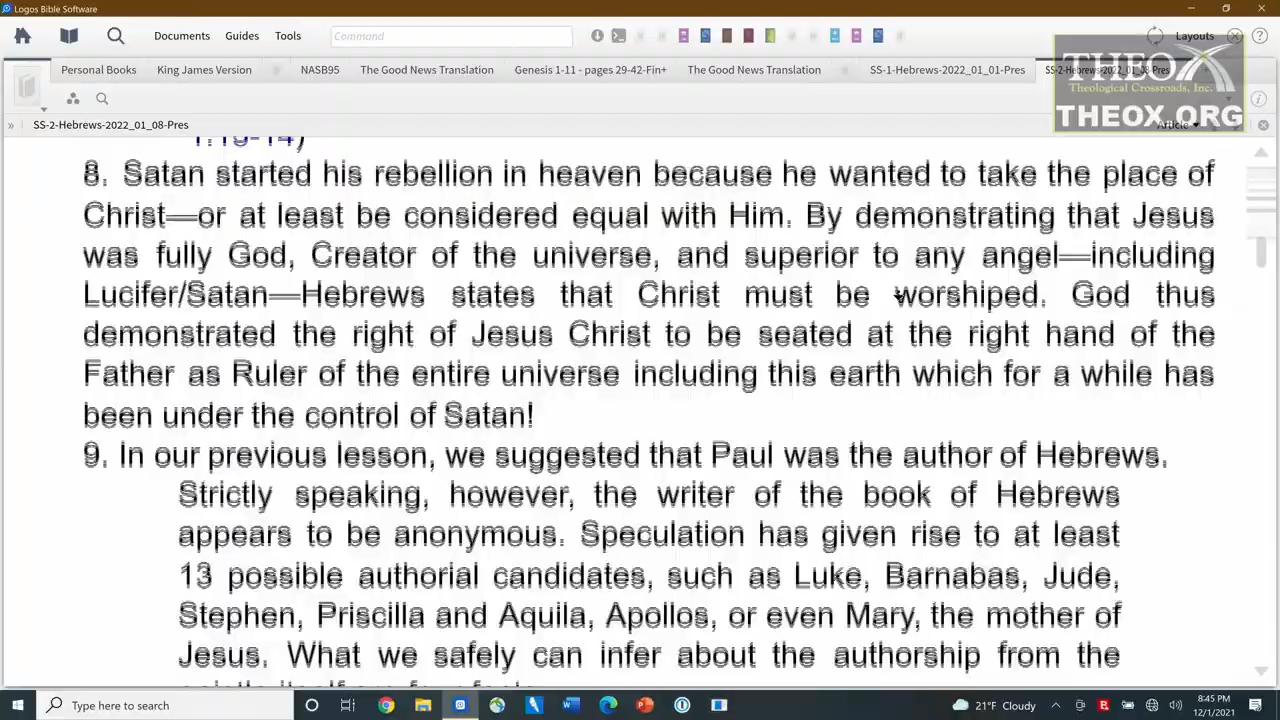 Logos Bible Software
Documents Guides Tools Command Layouts
Personal Books King James Version NASB95 Genesis 1-11 - pages 29-42-Fin+ The Good News Translation SS-1-Hebrews-2022_01_01-Pres SS-2-Hebrews-2022_01_08-Pres
THEOX
Theological Crossroads, Inc.
THEOX.ORG
SS-2-Hebrews-2022_01_08-Pres Article
8. Satan started his rebellion in heaven because he wanted to take the place of
Christ—or at least be considered equal with Him. By demonstrating that Jesus
was fully God, Creator of the universe, and superior to any angel—including
Lucifer/Satan—Hebrews states that Christ must be worshiped. God thus
demonstrated the right of Jesus Christ to be seated at the right hand of the
Father as Ruler of the entire universe including this earth which for a while has
been under the control of Satan!
9. In our previous lesson, we suggested that Paul was the author of Hebrews.
Strictly speaking, however, the writer of the book of Hebrews
appears to be anonymous. Speculation has given rise to at least
13 possible authorial candidates, such as Luke, Barnabas, Jude,
Stephen, Priscilla and Aquila, Apollos, or even Mary, the mother of
Jesus. What we safely can infer about the authorship from the
Type here to search 21°F Cloudy 8:45 PM
12/1/2021